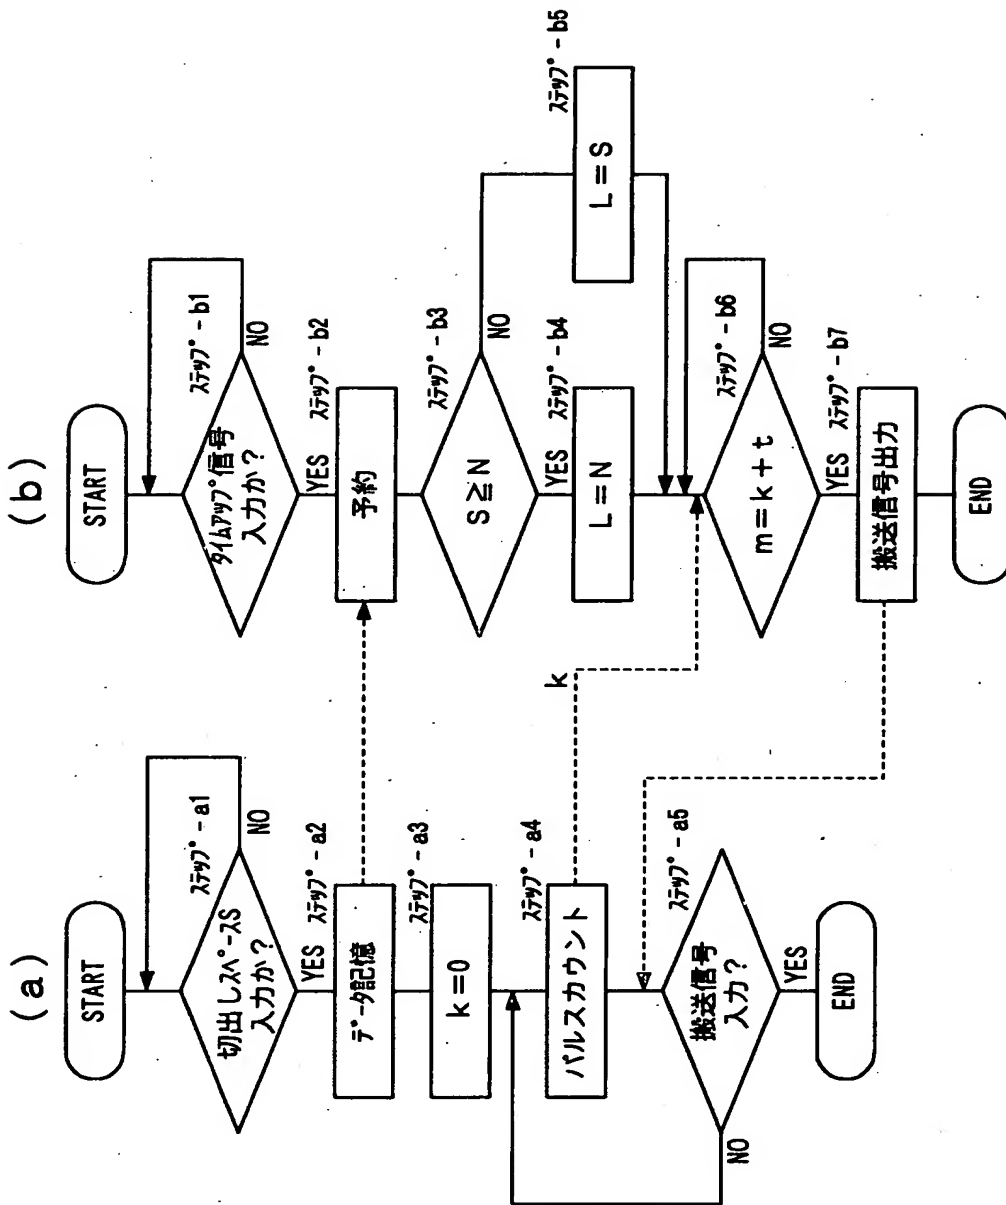 (a)
START
ステップ-a1
切出しスペースS
入力か?
NO
YES
ステップ-a2
データ記憶
ステップ-a3
k=0
ステップ-a4
パルスカウント
k
ステップ-a5
搬送信号
入力?
NO
YES
END
(b)
START
ステップ-b1
タイムアップ信号
入力か?
NO
YES
ステップ-b2
予約
ステップ-b3
S≧N
NO
YES
ステップ-b4
L=N
ステップ-b5
L=S
ステップ-b6
m=k+t
NO
YES
ステップ-b7
搬送信号出力
END